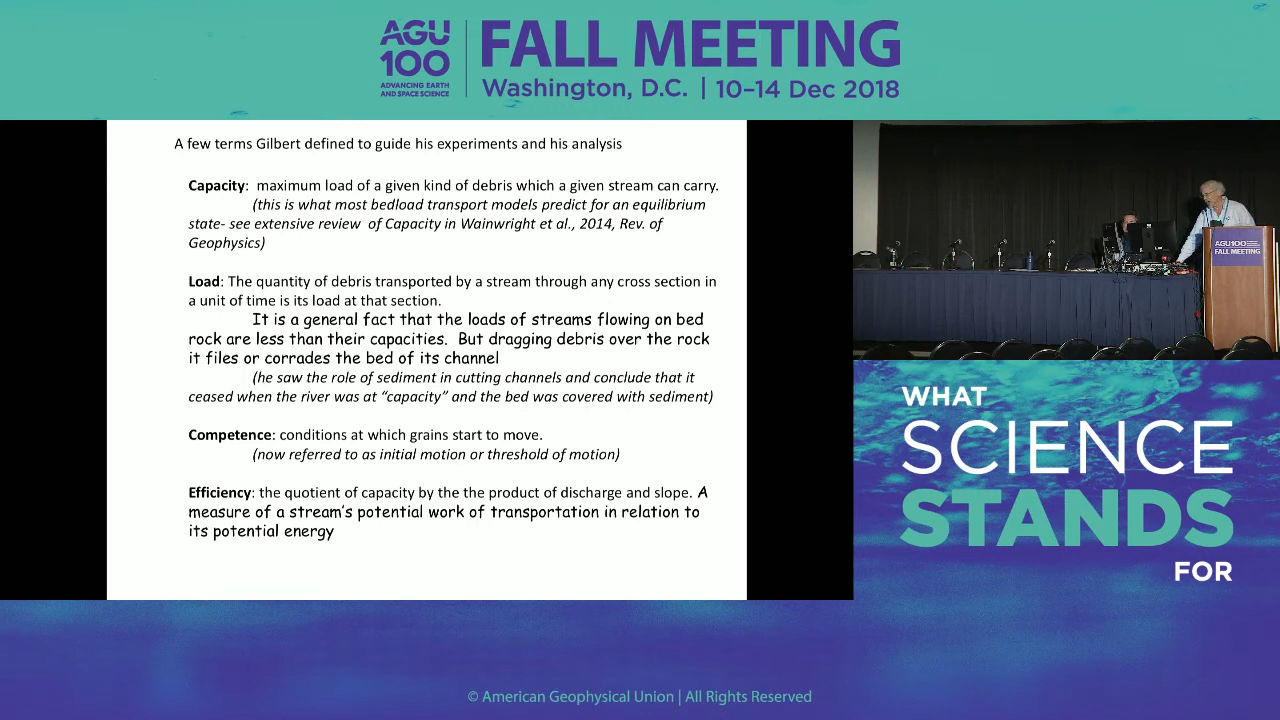 AGU
100
ADVANCING EARTH
AND SPACE SCIENCE
FALL MEETING
Washington, D.C. | 10–14 Dec 2018
A few terms Gilbert defined to guide his experiments and his analysis
Capacity: maximum load of a given kind of debris which a given stream can carry.
(this is what most bedload transport models predict for an equilibrium
state- see extensive review of Capacity in Wainwright et al., 2014, Rev. of
Geophysics)
Load: The quantity of debris transported by a stream through any cross section in
a unit of time is its load at that section.
It is a general fact that the loads of streams flowing on bed
rock are less than their capacities. But dragging debris over the rock
it files or corrades the bed of its channel
(he saw the role of sediment in cutting channels and conclude that it
ceased when the river was at “capacity” and the bed was covered with sediment)
Competence: conditions at which grains start to move.
(now referred to as initial motion or threshold of motion)
Efficiency: the quotient of capacity by the the product of discharge and slope. A
measure of a stream's potential work of transportation in relation to
its potential energy
AGU100
FALL MEETING
WHAT
SCIENCE
STANDS
FOR
© American Geophysical Union | All Rights Reserved